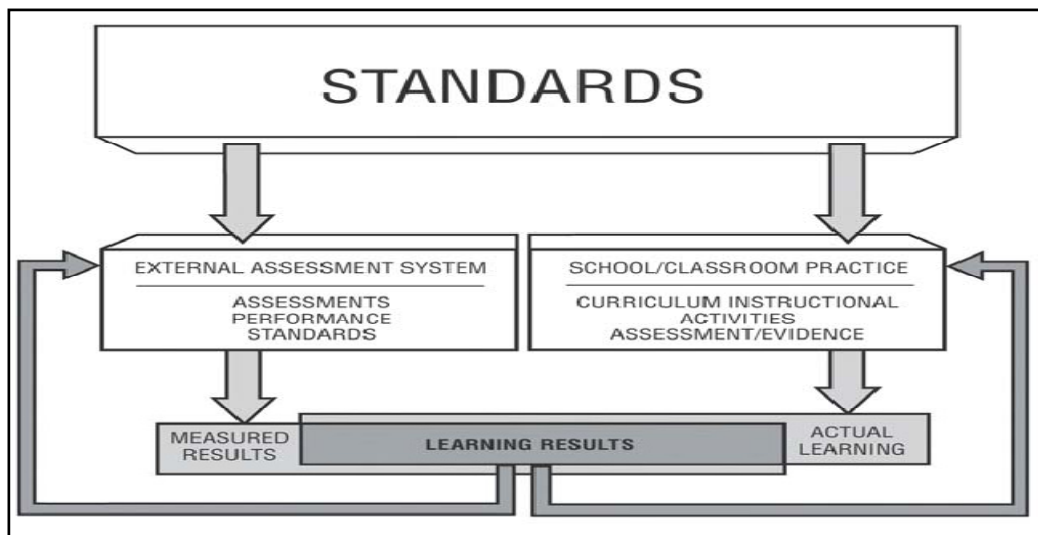 STANDARDS
EXTERNAL ASSESSMENT SYSTEM
ASSESSMENTS
PERFORMANCE
STANDARDS
SCHOOL/CLASSROOM PRACTICE
CURRICULUM INSTRUCTIONAL
ACTIVITIES
ASSESSMENT/EVIDENCE
MEASURED
RESULTS
LEARNING RESULTS
ACTUAL
LEARNING